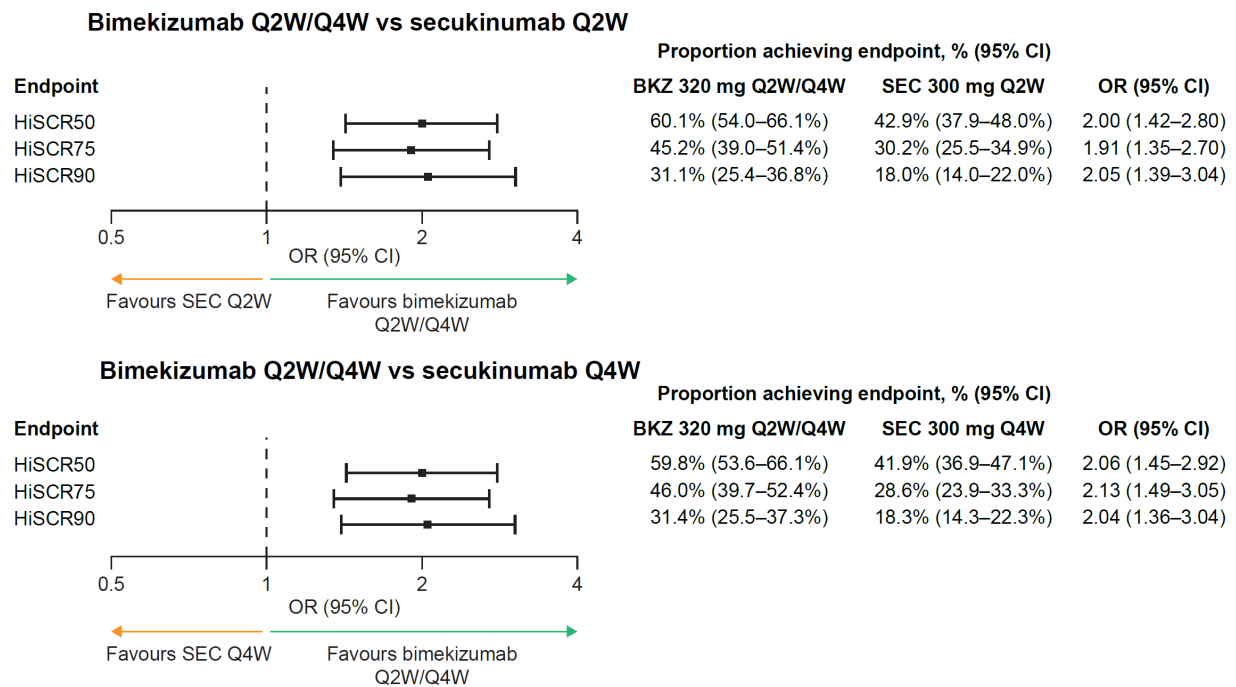 Bimekizumab Q2W/Q4W vs secukinumab Q2W
Proportion achieving endpoint, % (95% CI)
Endpoint BKZ 320 mg Q2W/Q4W SEC 300 mg Q2W OR (95% CI)
HiSCR50 60.1% (54.0–66.1%) 42.9% (37.9–48.0%) 2.00 (1.42–2.80)
HiSCR75 45.2% (39.0–51.4%) 30.2% (25.5–34.9%) 1.91 (1.35–2.70)
HiSCR90 31.1% (25.4–36.8%) 18.0% (14.0–22.0%) 2.05 (1.39–3.04)
0.5 1 2 4
OR (95% CI)
Favours SEC Q2W Favours bimekizumab
Q2W/Q4W
Bimekizumab Q2W/Q4W vs secukinumab Q4W
Proportion achieving endpoint, % (95% CI)
Endpoint BKZ 320 mg Q2W/Q4W SEC 300 mg Q4W OR (95% CI)
HiSCR50 59.8% (53.6–66.1%) 41.9% (36.9–47.1%) 2.06 (1.45–2.92)
HiSCR75 46.0% (39.7–52.4%) 28.6% (23.9–33.3%) 2.13 (1.49–3.05)
HiSCR90 31.4% (25.5–37.3%) 18.3% (14.3–22.3%) 2.04 (1.36–3.04)
0.5 1 2 4
OR (95% CI)
Favours SEC Q4W Favours bimekizumab
Q2W/Q4W